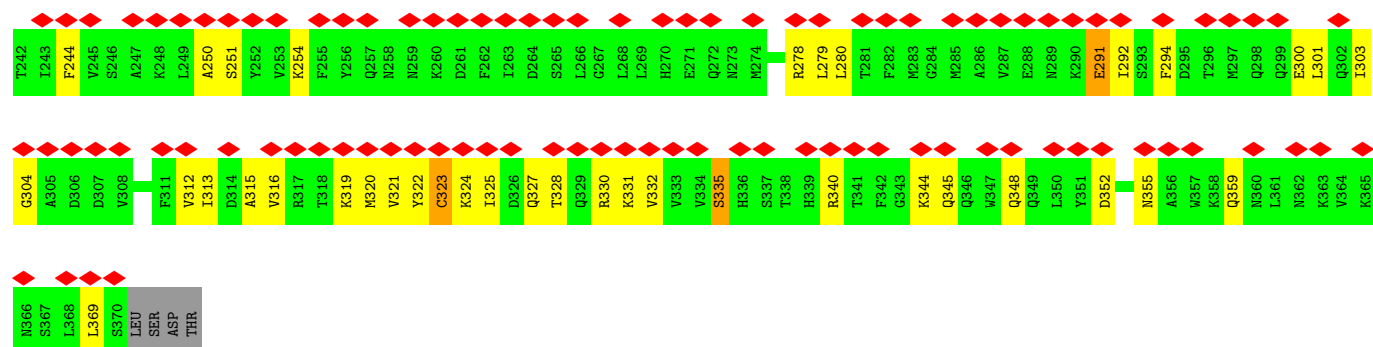 T242 I243 F244 V245 S246 A247 K248 L249 A250 S251 Y252 V253 K254 F255 Y256 Q257 N258 N259 K260 D261 F262 I263 D264 S265 L266 G267 L268 L269 H270 E271 Q272 N273 M274 R278 L279 L280 T281 F282 M283 G284 M285 A286 V287 E288 N289 K290 E291 I292 S293 F294 D295 T296 M297 Q298 Q299 E300 L301 Q302 I303
G304 A305 D306 D307 V308 F311 V312 I313 D314 A315 V316 R317 T318 K319 M320 V321 Y322 C323 K324 I325 D326 Q327 T328 Q329 R330 K331 V332 V333 V334 S335 H336 S337 T338 H339 R340 T341 F342 G343 K344 Q345 Q346 W347 Q348 Q349 L350 Y351 D352 N355 A356 W357 K358 Q359 N360 L361 N362 K363 V364 K365
N366 S367 L368 L369 S370 LEU SER ASP THR